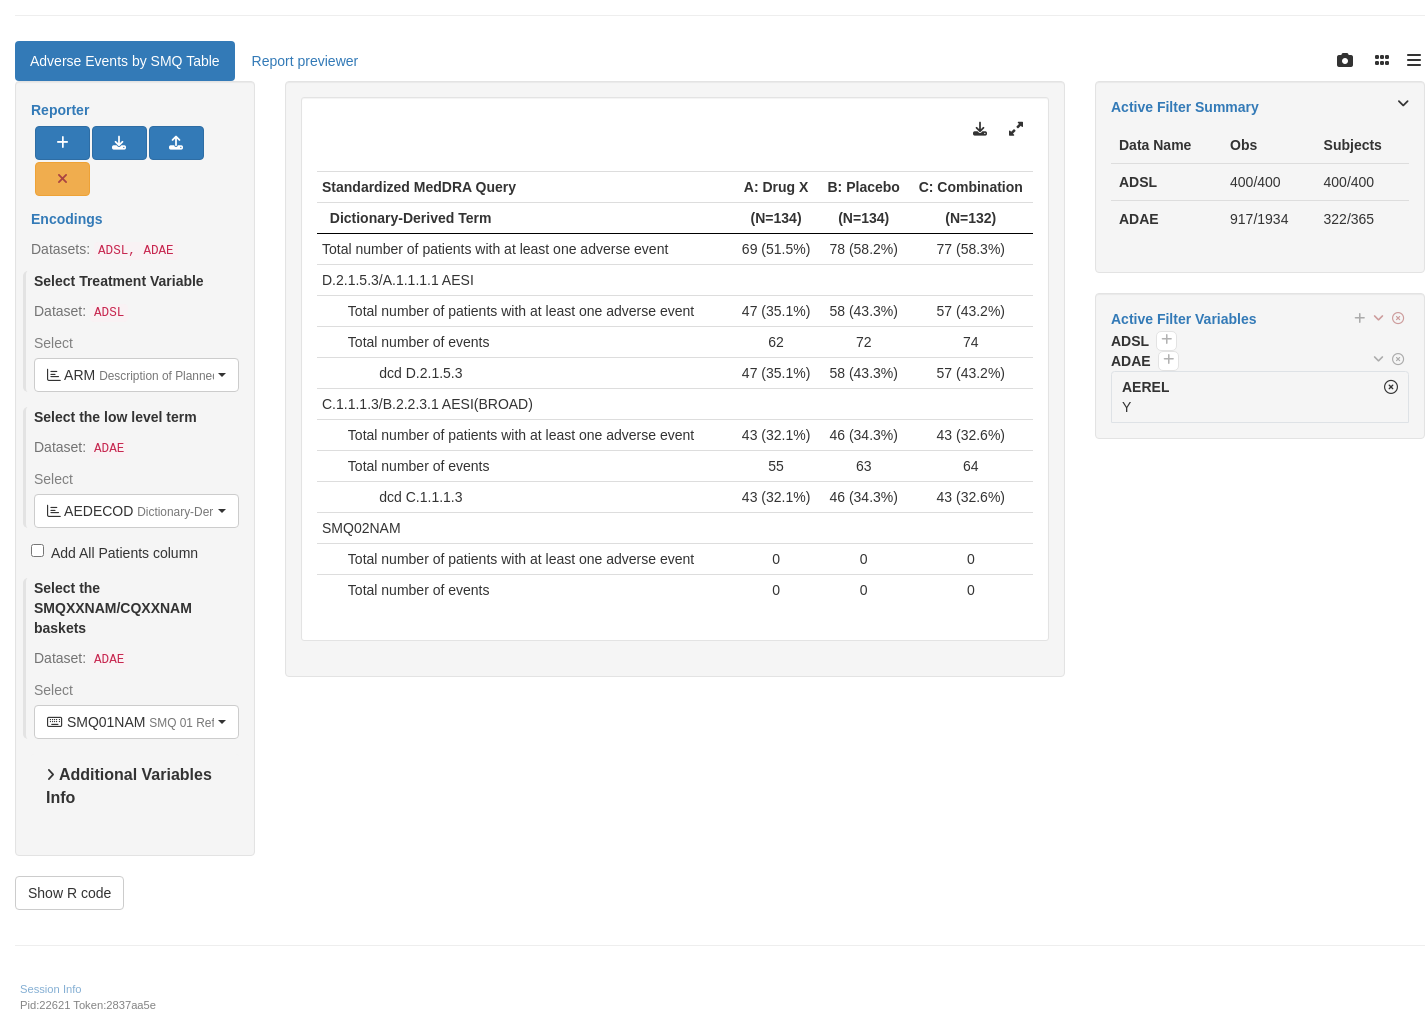 Adverse Events by SMQ Table
Report previewer
Reporter
Encodings
Datasets: ADSL, ADAE
Select Treatment Variable
Dataset: ADSL
Select
ARM Description of Planned
Select the low level term
Dataset: ADAE
Select
AEDECOD Dictionary-Der
Add All Patients column
Select the
SMQXXNAM/CQXXNAM
baskets
Dataset: ADAE
Select
SMQ01NAM SMQ 01 Ref
Additional Variables
Info
Show R code
Standardized MedDRA Query A: Drug X B: Placebo C: Combination
Dictionary-Derived Term (N=134) (N=134) (N=132)
Total number of patients with at least one adverse event 69 (51.5%) 78 (58.2%) 77 (58.3%)
D.2.1.5.3/A.1.1.1.1 AESI
Total number of patients with at least one adverse event 47 (35.1%) 58 (43.3%) 57 (43.2%)
Total number of events 62 72 74
dcd D.2.1.5.3 47 (35.1%) 58 (43.3%) 57 (43.2%)
C.1.1.1.3/B.2.2.3.1 AESI(BROAD)
Total number of patients with at least one adverse event 43 (32.1%) 46 (34.3%) 43 (32.6%)
Total number of events 55 63 64
dcd C.1.1.1.3 43 (32.1%) 46 (34.3%) 43 (32.6%)
SMQ02NAM
Total number of patients with at least one adverse event 0 0 0
Total number of events 0 0 0
Active Filter Summary
Data Name Obs Subjects
ADSL 400/400 400/400
ADAE 917/1934 322/365
Active Filter Variables
ADSL
ADAE
AEREL
Y
Session Info
Pid:22621 Token:2837aa5e